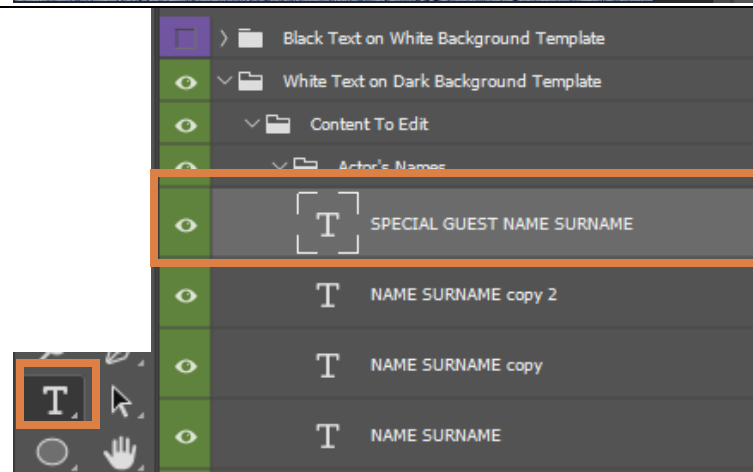 Black Text on White Background Template
White Text on Dark Background Template
Content To Edit
Actor's Names
T SPECIAL GUEST NAME SURNAME
T NAME SURNAME copy 2
T NAME SURNAME copy
T
T NAME SURNAME